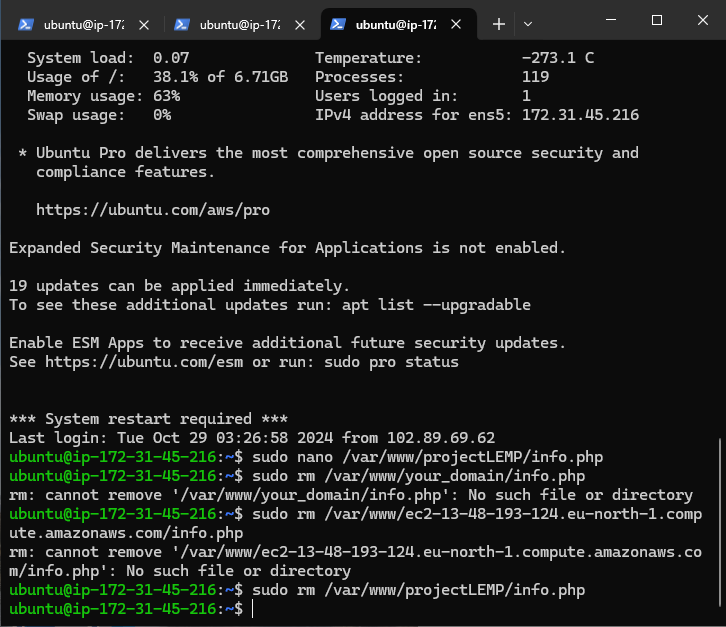 ubuntu@ip-172 ubuntu@ip-172 ubuntu@ip-172
System load: 0.07 Temperature: -273.1 C
Usage of /: 38.1% of 6.71GB Processes: 119
Memory usage: 63% Users logged in: 1
Swap usage: 0% IPv4 address for ens5: 172.31.45.216
* Ubuntu Pro delivers the most comprehensive open source security and
compliance features.
https://ubuntu.com/aws/pro
Expanded Security Maintenance for Applications is not enabled.
19 updates can be applied immediately.
To see these additional updates run: apt list --upgradable
Enable ESM Apps to receive additional future security updates.
See https://ubuntu.com/esm or run: sudo pro status
*** System restart required ***
Last login: Tue Oct 29 03:26:58 2024 from 102.89.69.62
ubuntu@ip-172-31-45-216:~$ sudo nano /var/www/projectLEMP/info.php
ubuntu@ip-172-31-45-216:~$ sudo rm /var/www/your_domain/info.php
rm: cannot remove '/var/www/your_domain/info.php': No such file or directory
ubuntu@ip-172-31-45-216:~$ sudo rm /var/www/ec2-13-48-193-124.eu-north-1.comp
ute.amazonaws.com/info.php
rm: cannot remove '/var/www/ec2-13-48-193-124.eu-north-1.compute.amazonaws.co
m/info.php': No such file or directory
ubuntu@ip-172-31-45-216:~$ sudo rm /var/www/projectLEMP/info.php
ubuntu@ip-172-31-45-216:~$